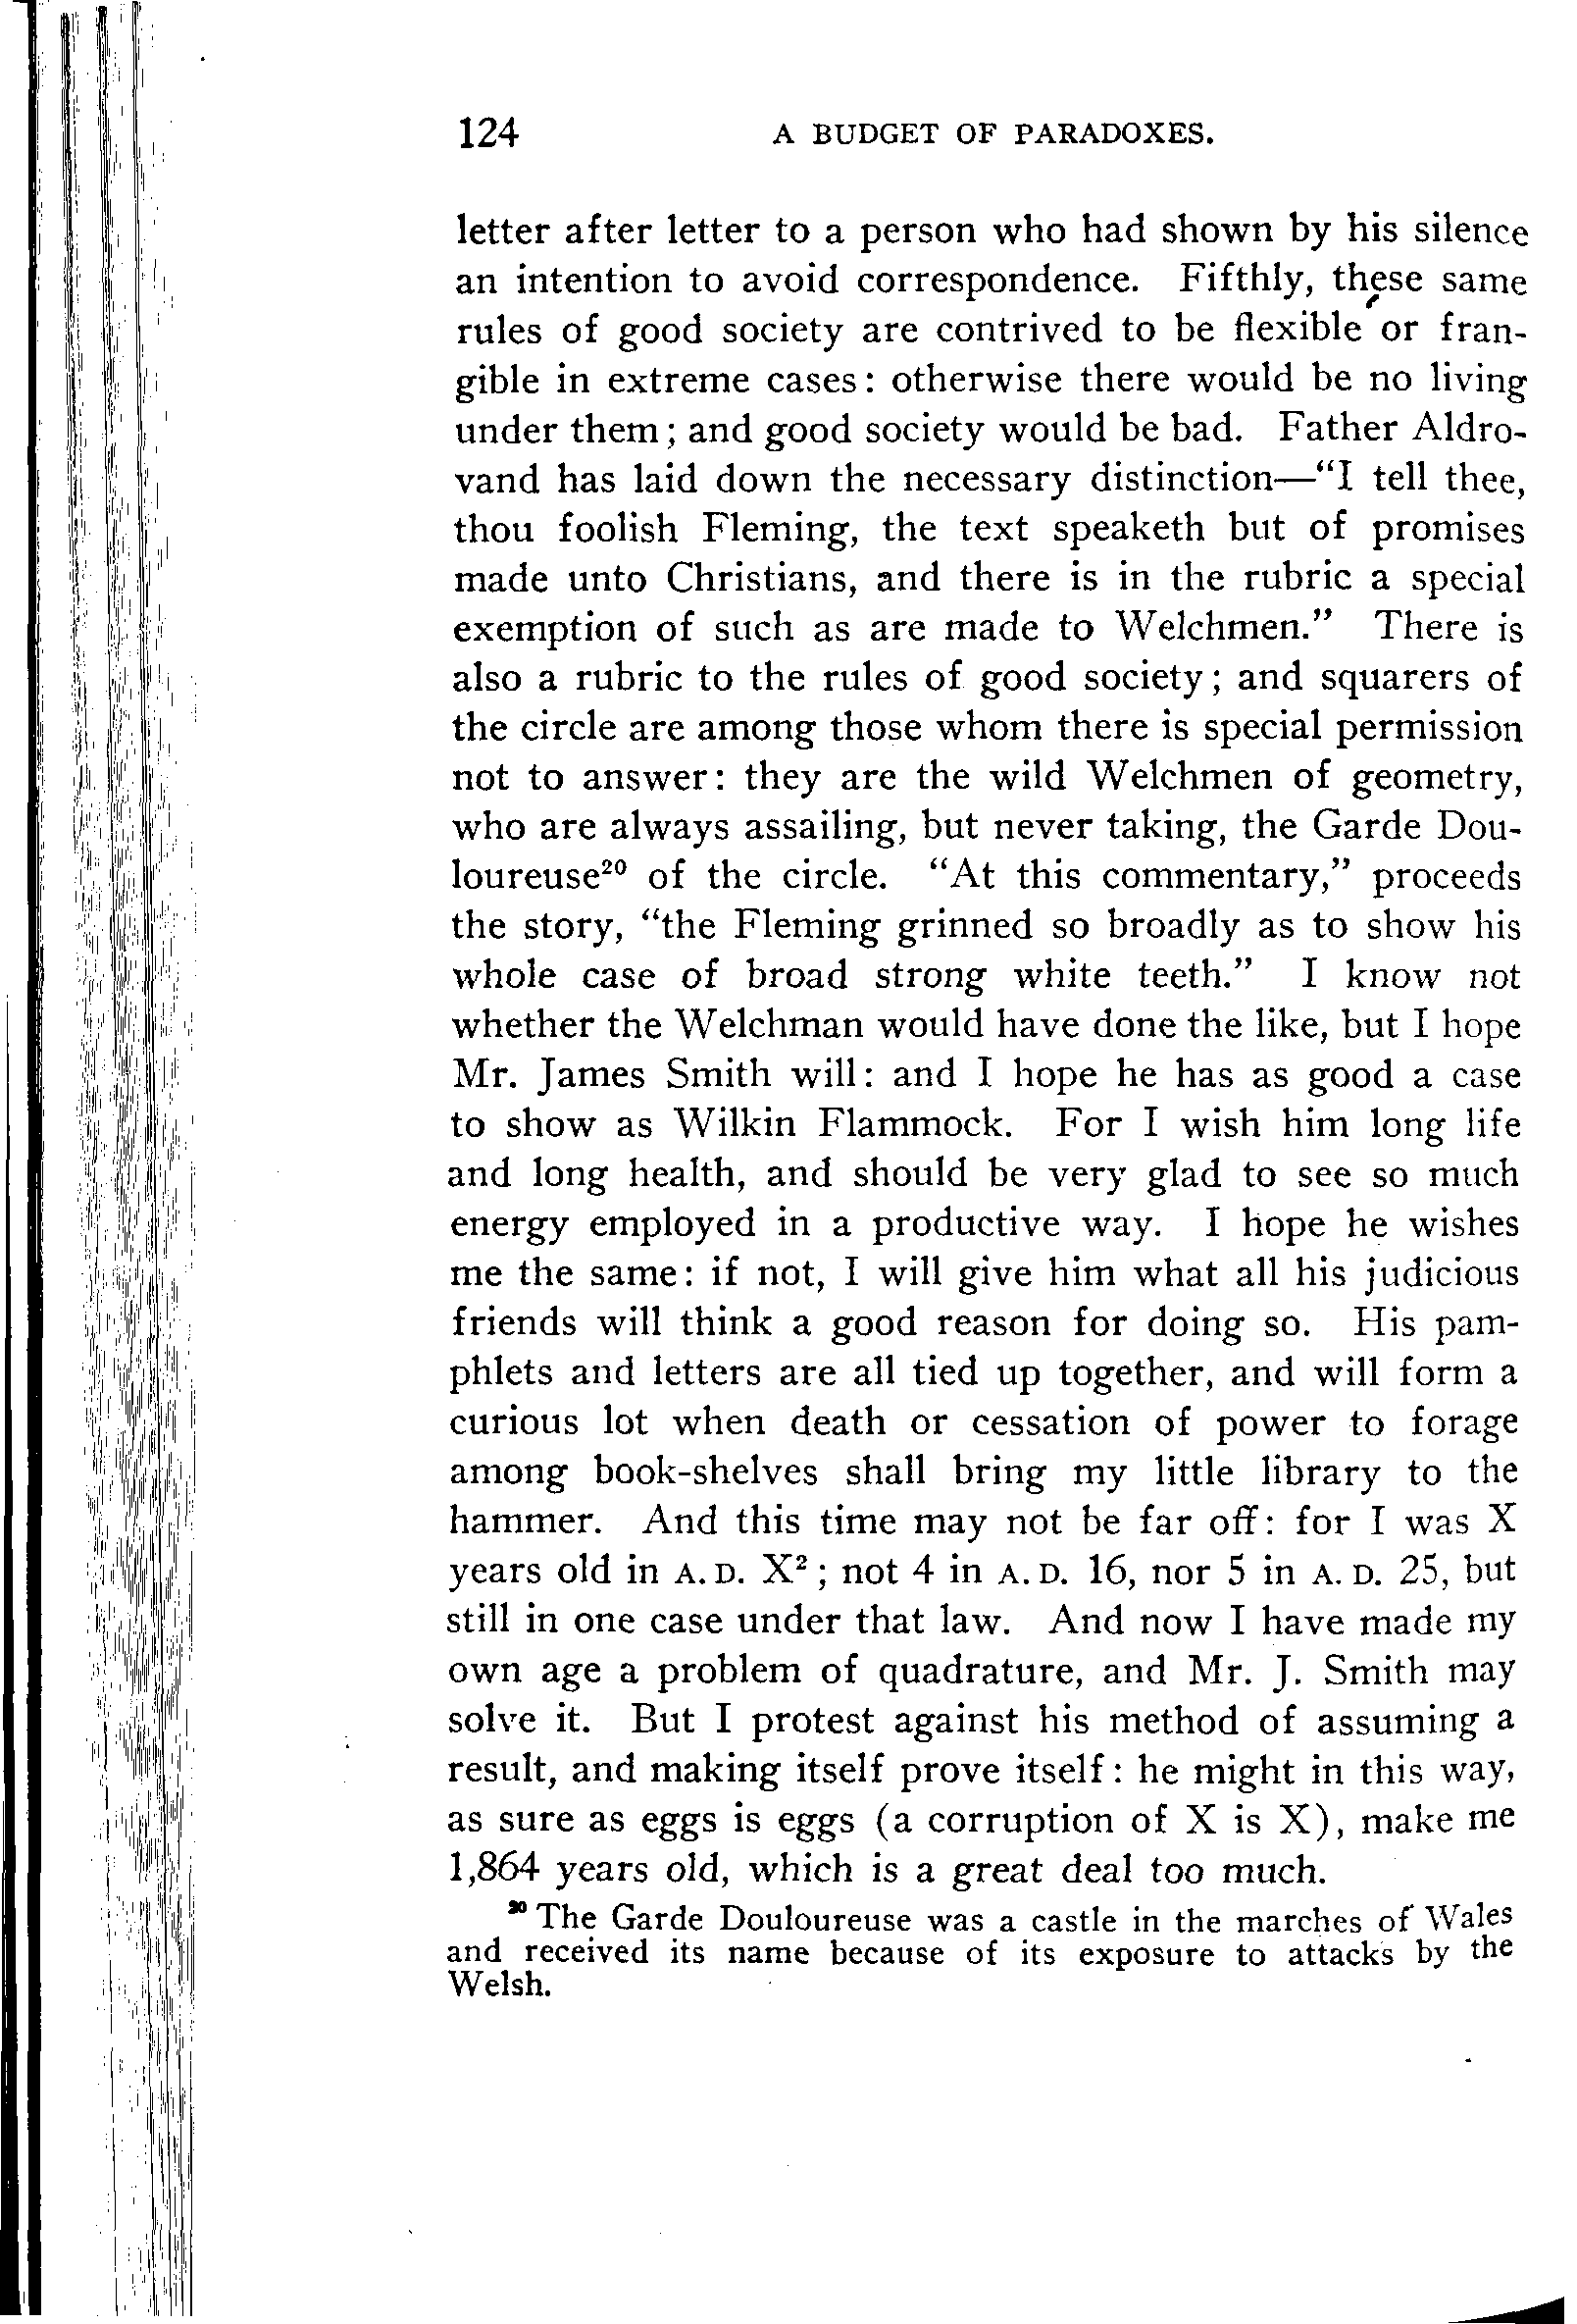 124 A BUDGET OF PARADOXES.
letter after letter to a person who had shown by his silence
an intention to avoid correspondence. Fifthly, these same
rules of good society are contrived to be flexible or fran-
gible in extreme cases: otherwise there would be no living
under them; and good society would be bad. Father Aldro-
vand has laid down the necessary distinction—“I tell thee,
thou foolish Fleming, the text speaketh but of promises
made unto Christians, and there is in the rubric a special
exemption of such as are made to Welchmen.” There is
also a rubric to the rules of good society; and squarers of
the circle are among those whom there is special permission
not to answer: they are the wild Welchmen of geometry,
who are always assailing, but never taking, the Garde Dou-
loureuse²⁰ of the circle. “At this commentary,” proceeds
the story, “the Fleming grinned so broadly as to show his
whole case of broad strong white teeth.” I know not
whether the Welchman would have done the like, but I hope
Mr. James Smith will: and I hope he has as good a case
to show as Wilkin Flammock. For I wish him long life
and long health, and should be very glad to see so much
energy employed in a productive way. I hope he wishes
me the same: if not, I will give him what all his judicious
friends will think a good reason for doing so. His pam-
phlets and letters are all tied up together, and will form a
curious lot when death or cessation of power to forage
among book-shelves shall bring my little library to the
hammer. And this time may not be far off: for I was X
years old in A. D. X²; not 4 in A. D. 16, nor 5 in A. D. 25, but
still in one case under that law. And now I have made my
own age a problem of quadrature, and Mr. J. Smith may
solve it. But I protest against his method of assuming a
result, and making itself prove itself: he might in this way,
as sure as eggs is eggs (a corruption of X is X), make me
1,864 years old, which is a great deal too much.
²⁰ The Garde Douloureuse was a castle in the marches of Wales
and received its name because of its exposure to attacks by the
Welsh.